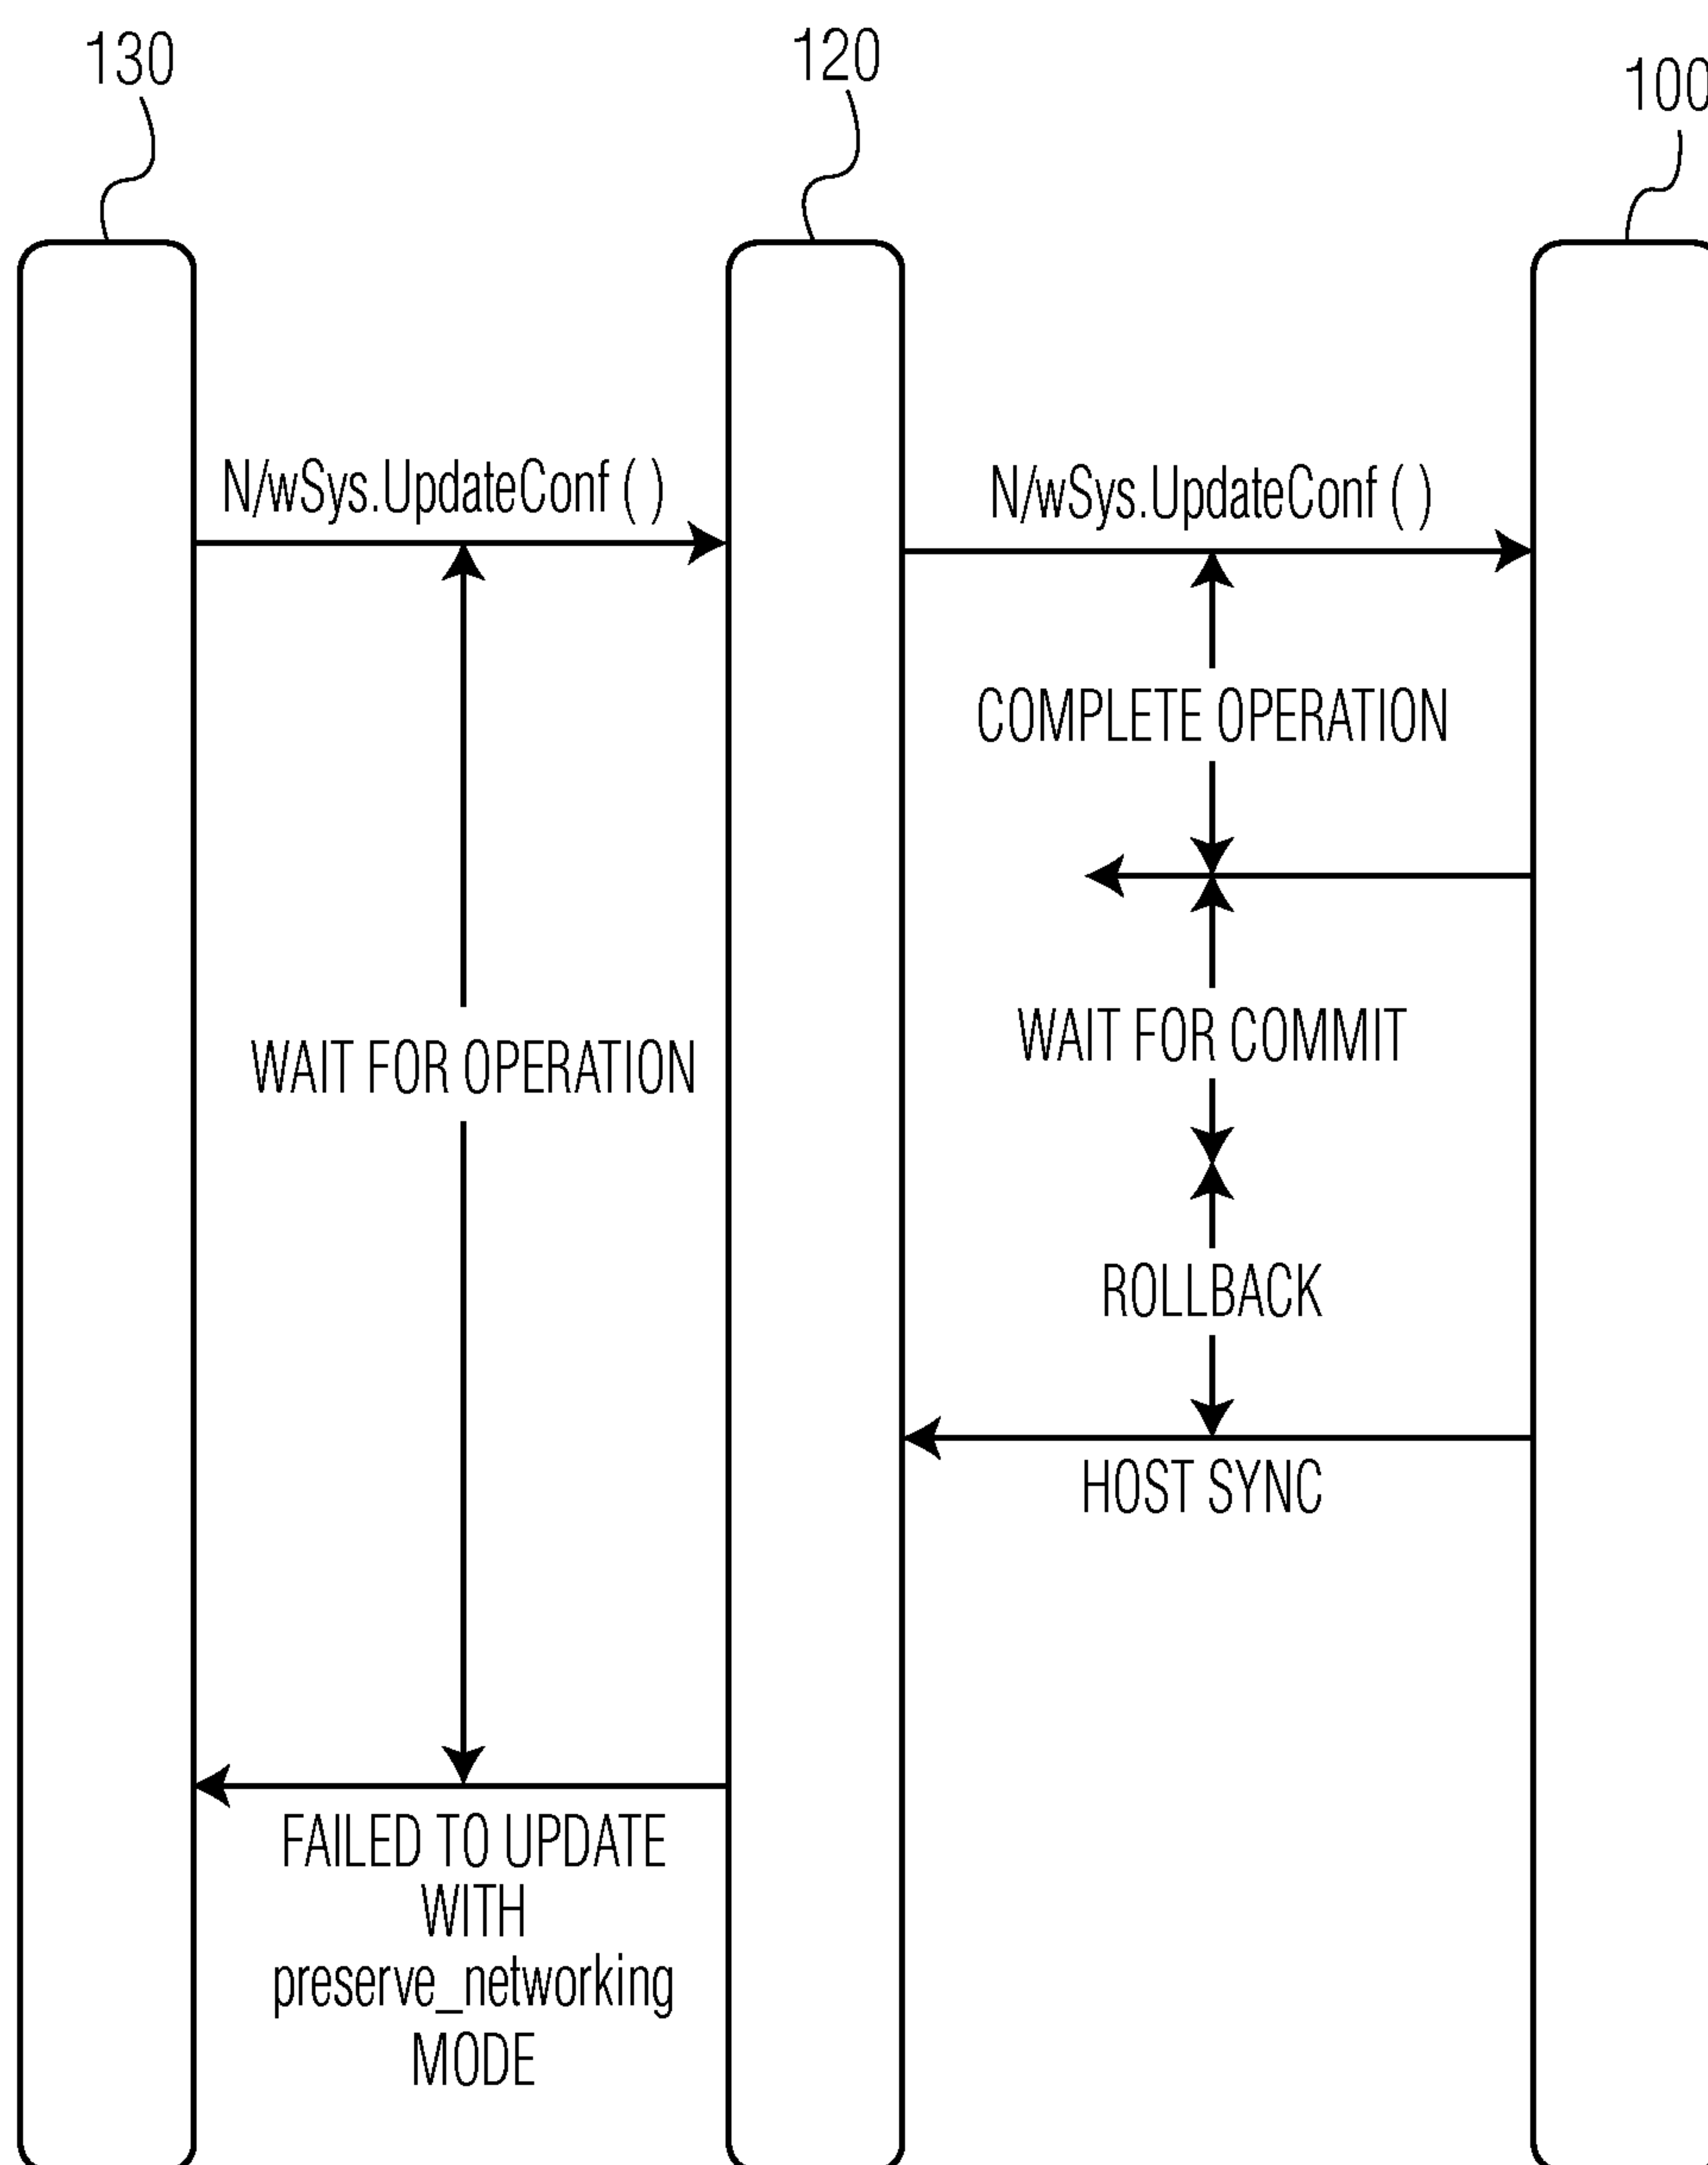 130
120
100
N/wSys.UpdateConf ( )
N/wSys.UpdateConf ( )
COMPLETE OPERATION
WAIT FOR COMMIT
WAIT FOR OPERATION
ROLLBACK
HOST SYNC
FAILED TO UPDATE
WITH
preserve_networking
MODE